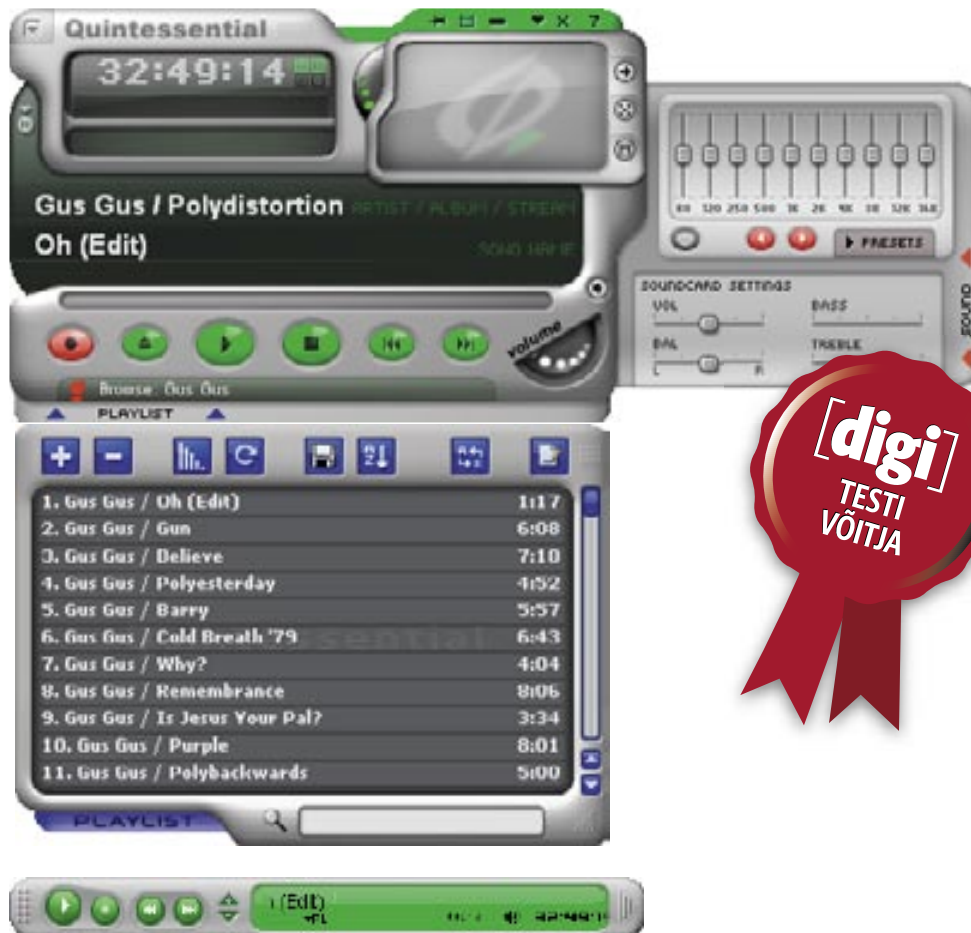 Quintessential
32:49:14
Gus Gus / Polydistortion ARTIST / ALBUM / STREAM
Oh (Edit) SONG NAME
volume
Browse: Gus Gus
PLAYLIST
80 120 250 500 1K 2K 4K 8K 12K 16K
PRESETS
SOUNDCARD SETTINGS
VOL BASS
BAL TREBLE
L R
SOUND
[digi]
TESTI
VÕITJA
1. Gus Gus / Oh (Edit) 1:17
2. Gus Gus / Gun 6:08
3. Gus Gus / Believe 7:10
4. Gus Gus / Polyesterday 4:52
5. Gus Gus / Barry 5:57
6. Gus Gus / Cold Breath '79 6:43
7. Gus Gus / Why? 4:04
8. Gus Gus / Remembrance 8:06
9. Gus Gus / Is Jesus Your Pal? 3:34
10. Gus Gus / Purple 8:01
11. Gus Gus / Polybackwards 5:00
PLAYLIST
(Edit)
PL